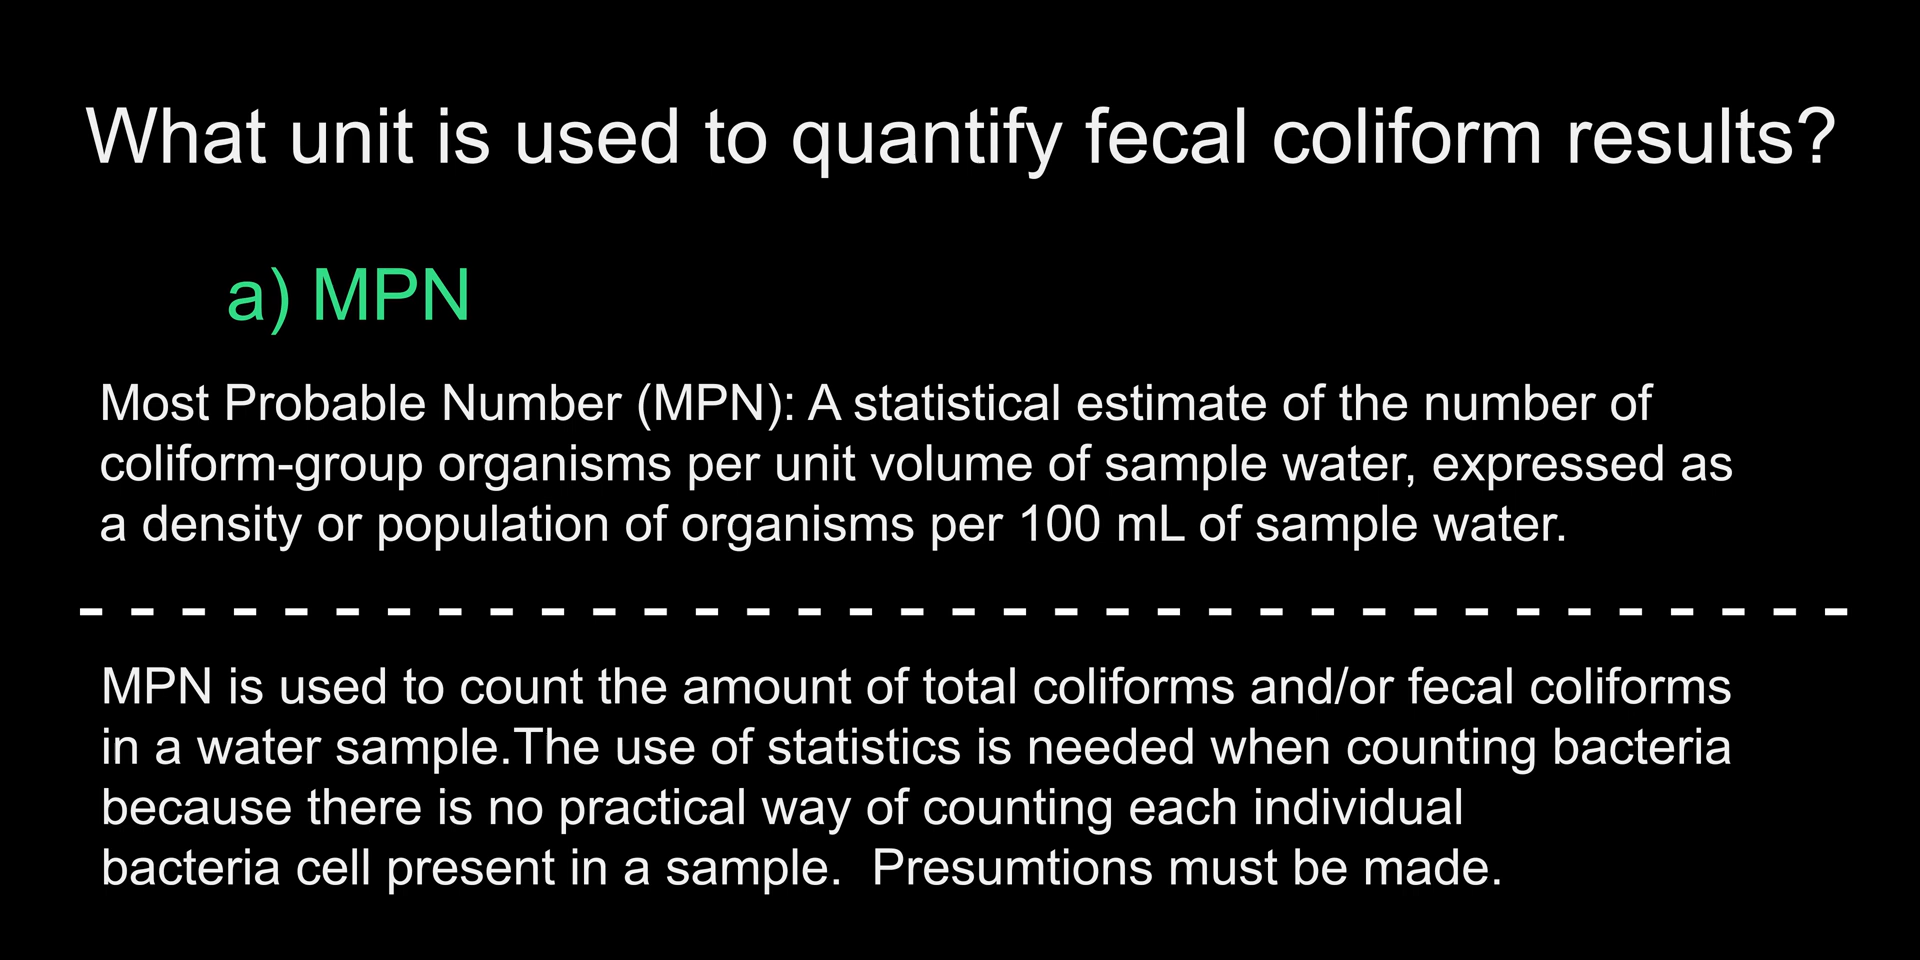 What unit is used to quantify fecal coliform results?
a) MPN
Most Probable Number (MPN): A statistical estimate of the number of
coliform-group organisms per unit volume of sample water, expressed as
a density or population of organisms per 100 mL of sample water.
MPN is used to count the amount of total coliforms and/or fecal coliforms
in a water sample.The use of statistics is needed when counting bacteria
because there is no practical way of counting each individual
bacteria cell present in a sample.  Presumtions must be made.